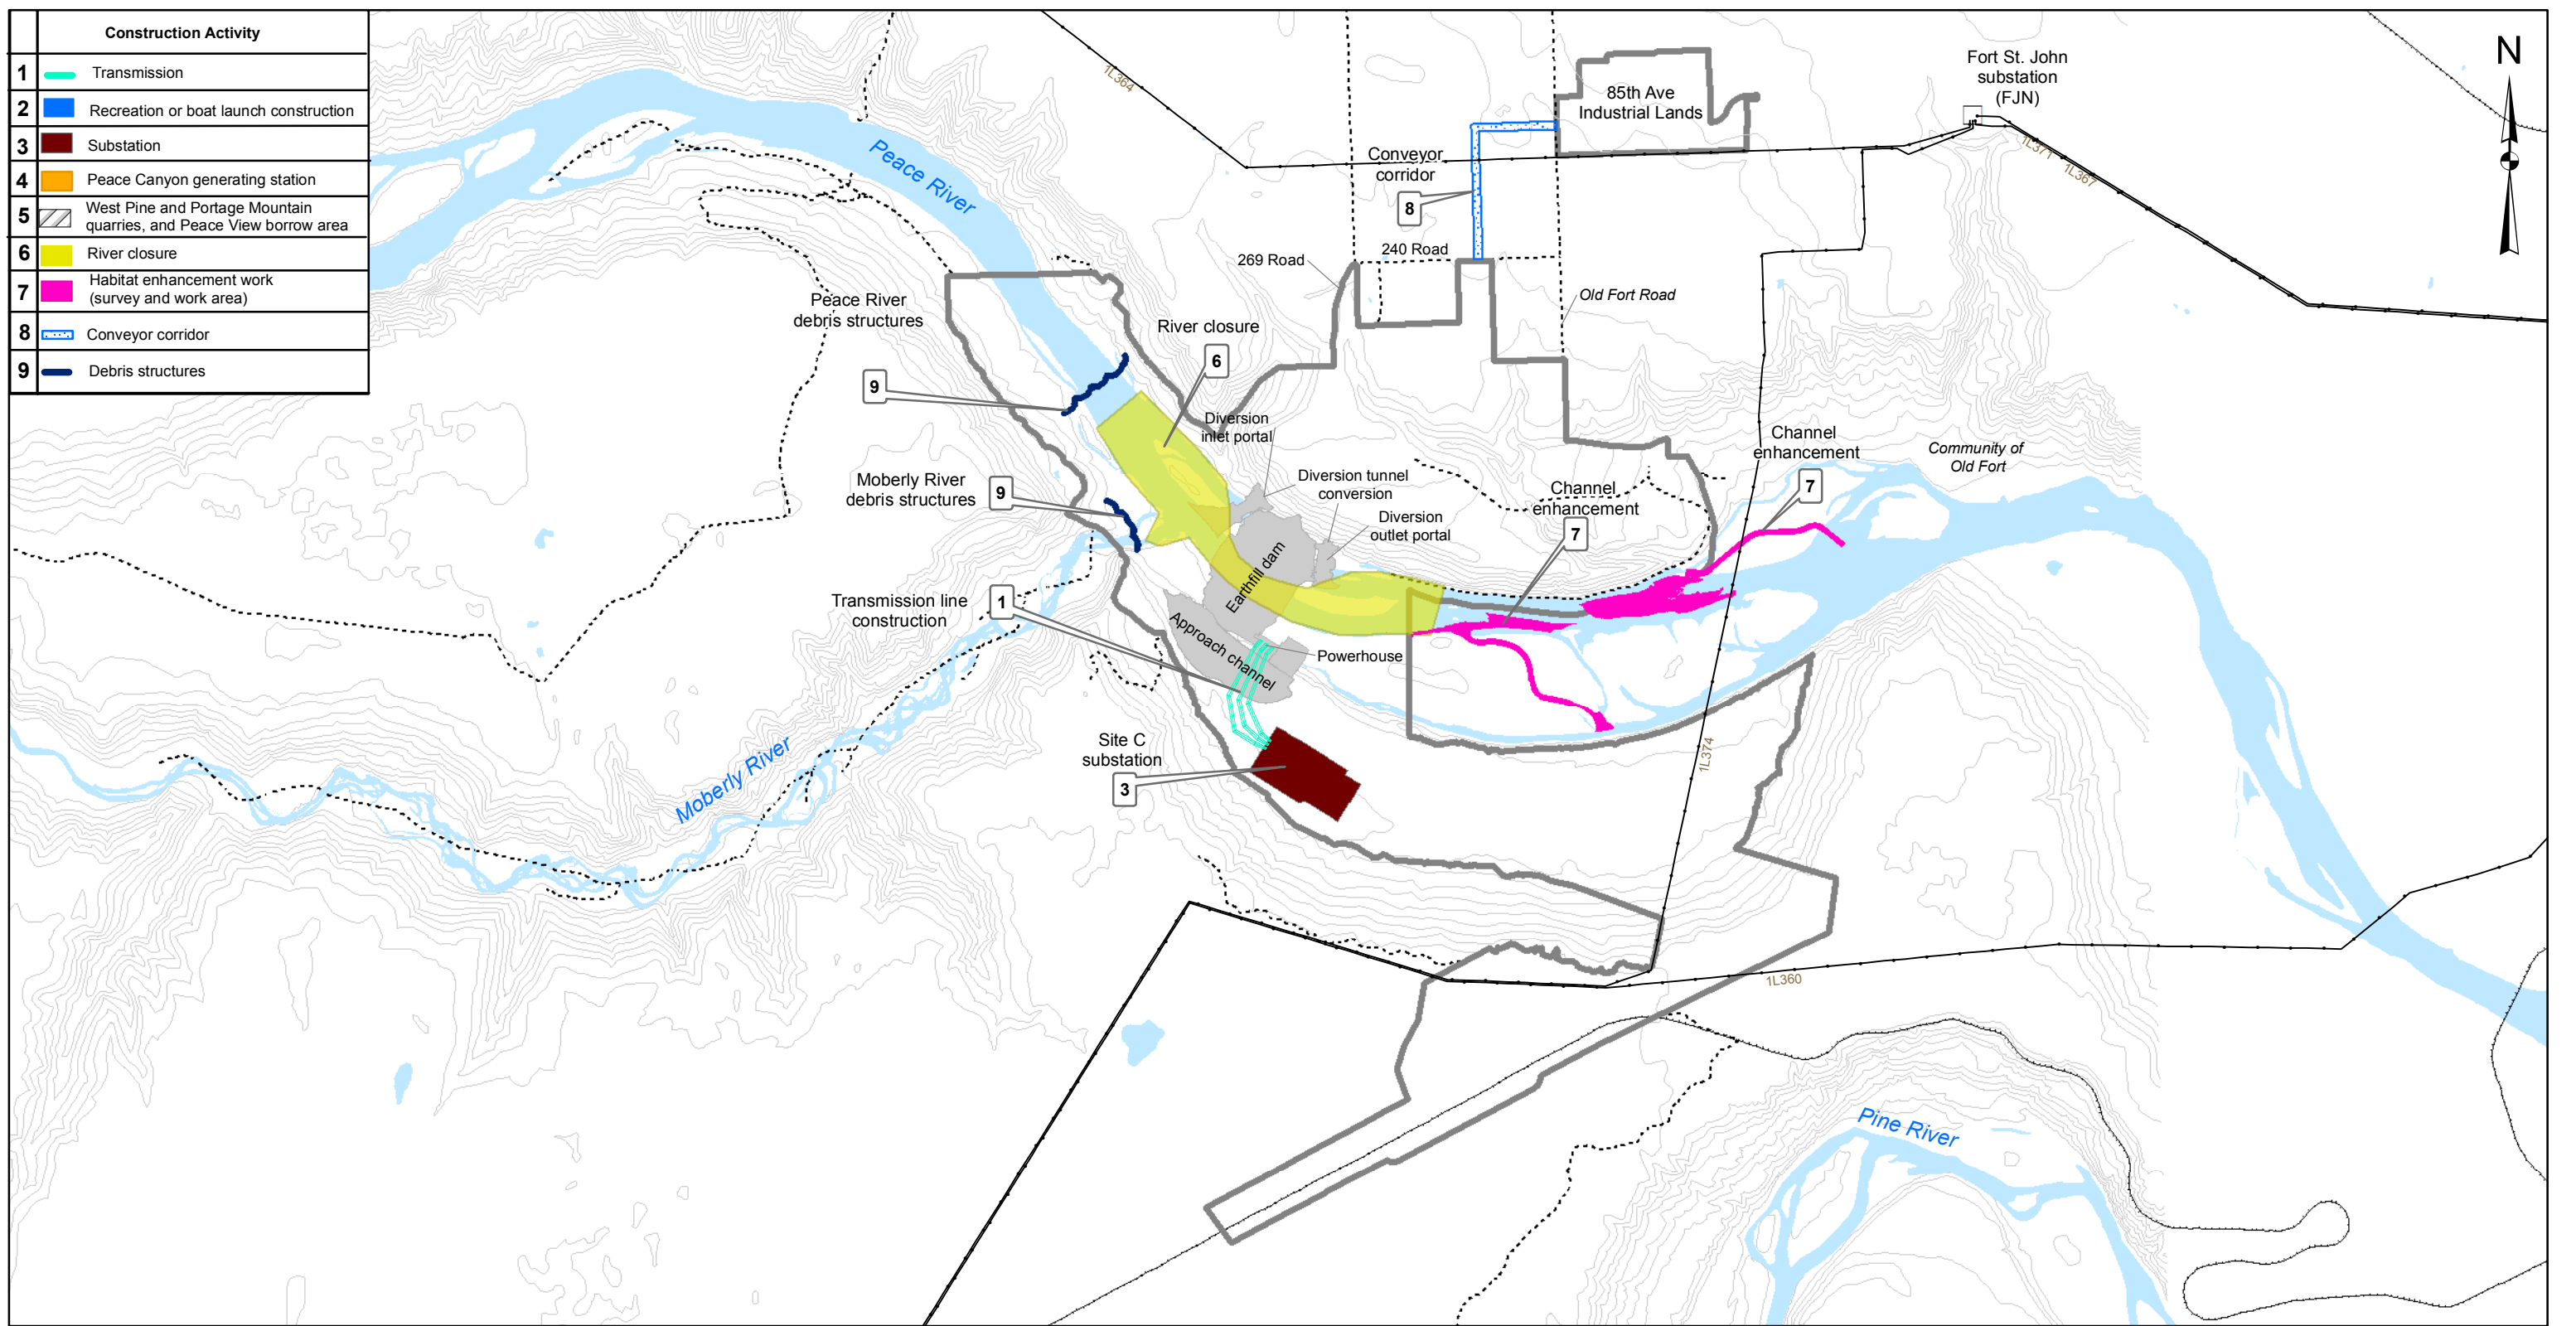 Construction Activity
1 Transmission
2 Recreation or boat launch construction
3 Substation
4 Peace Canyon generating station
5 West Pine and Portage Mountain
quarries, and Peace View borrow area
6 River closure
7 Habitat enhancement work
(survey and work area)
8 Conveyor corridor
9 Debris structures
N
1L364
Fort St. John
substation
(FJN)
85th Ave
Industrial Lands
1L371
1L367
Peace River
Conveyor
corridor
8
269 Road
240 Road
Old Fort Road
Peace River
debris structures
9
River closure
6
Diversion
inlet portal
Channel
enhancement
7
Community of
Old Fort
Moberly River
debris structures
9
Diversion tunnel
conversion
Diversion
outlet portal
Channel
enhancement
7
Earthfill dam
Transmission line
construction
1
Approach channel
Powerhouse
Site C
substation
3
Moberly River
1L374
1L360
Pine River